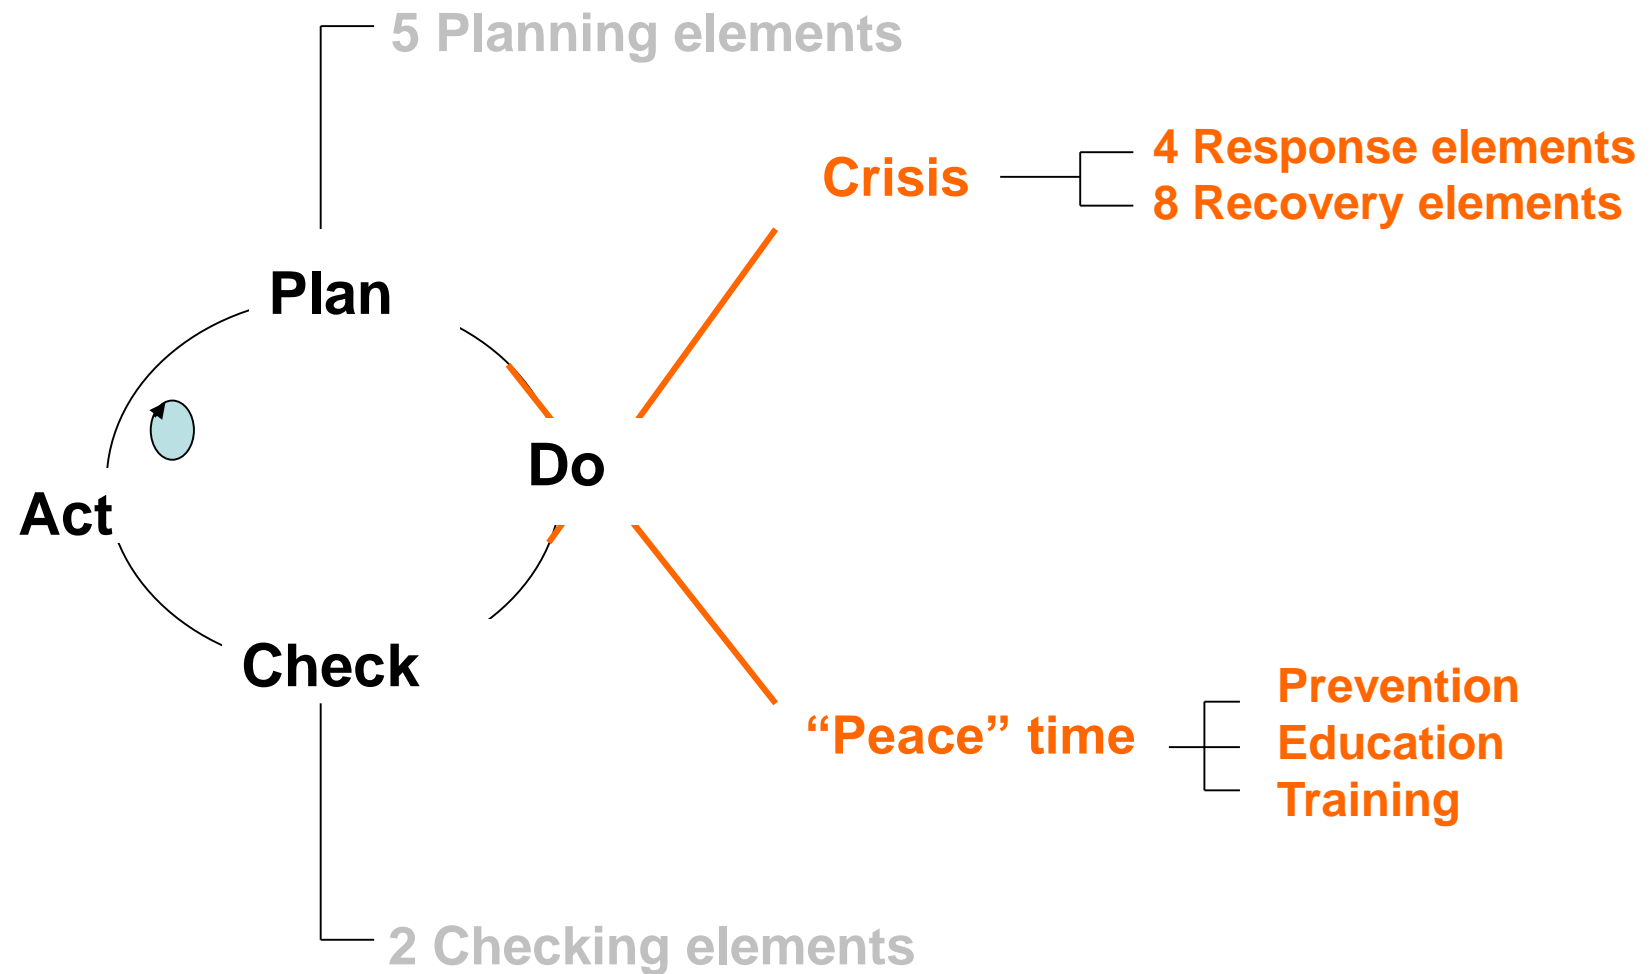 5 Planning elements
4 Response elements
Crisis
8 Recovery elements
Plan
Do
Act
Check
Prevention
“Peace” time
Education
Training
2 Checking elements